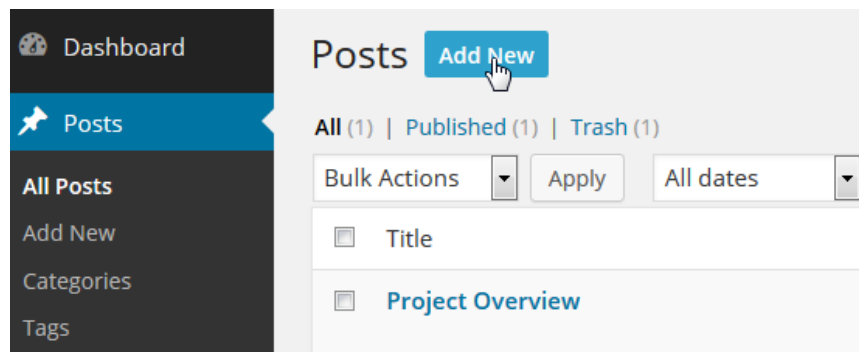 Dashboard
Posts
All Posts
Add New
Categories
Tags
Posts Add New
All (1) | Published (1) | Trash (1)
Bulk Actions Apply All dates
Title
Project Overview